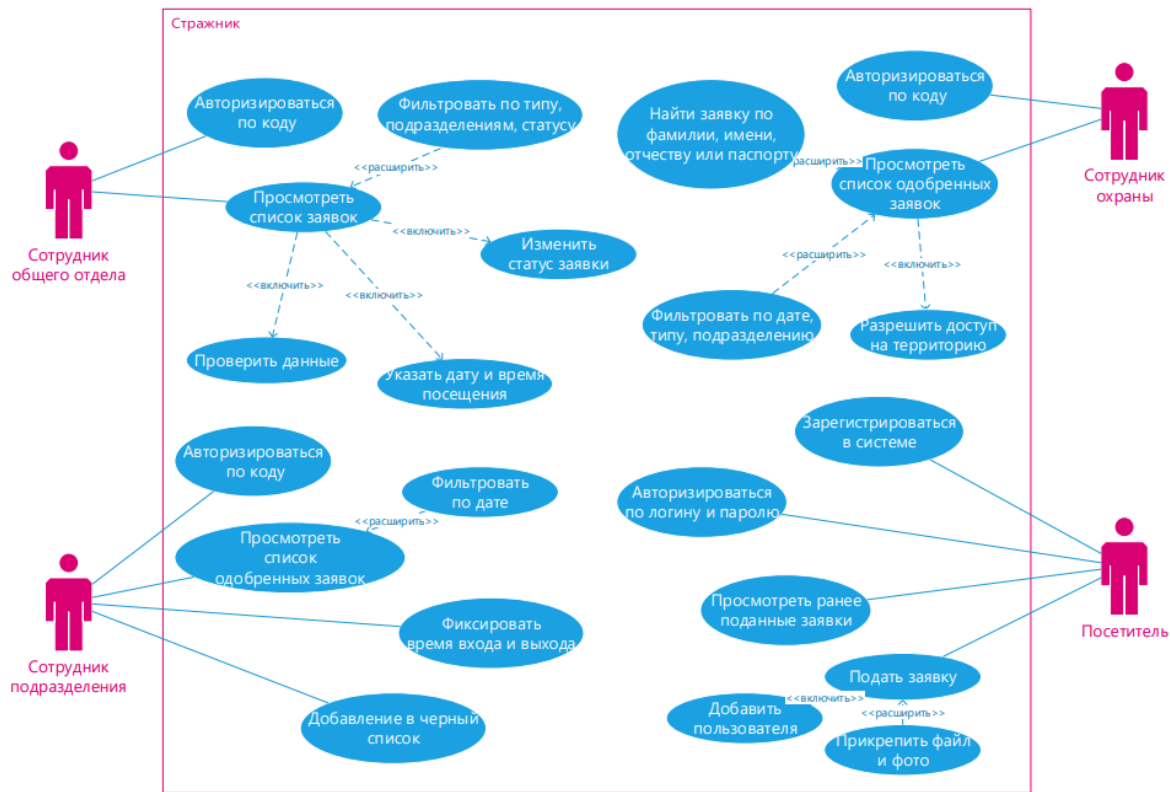 Стражник
Авторизироваться
по коду
Фильтровать по типу,
подразделениям, статусу
<<расширить>>
Просмотреть
список заявок
<<включить>>
Изменить
статус заявки
<<включить>>
<<включить>>
Проверить данные
Указать дату и время
посещения
Сотрудник
общего отдела
Найти заявку по
фамилии, имени,
отчеству или паспорту
Авторизироваться
по коду
расширить>>
Просмотреть
список одобренных
заявок
<<расширить>>
<<включить>>
Фильтровать по дате,
типу, подразделению
Разрешить доступ
на территорию
Сотрудник
охраны
Авторизироваться
по коду
Фильтровать
по дате
<<расширить>>
Просмотреть
список
одобренных заявок
Фиксировать
время входа и выхода
Добавление в черный
список
Сотрудник
подразделения
Зарегистрироваться
в системе
Авторизироваться
по логину и паролю
Просмотреть ранее
поданные заявки
Подать заявку
<<включить>>
<<расширить>>
Добавить
пользователя
Прикрепить файл
и фото
Посетитель